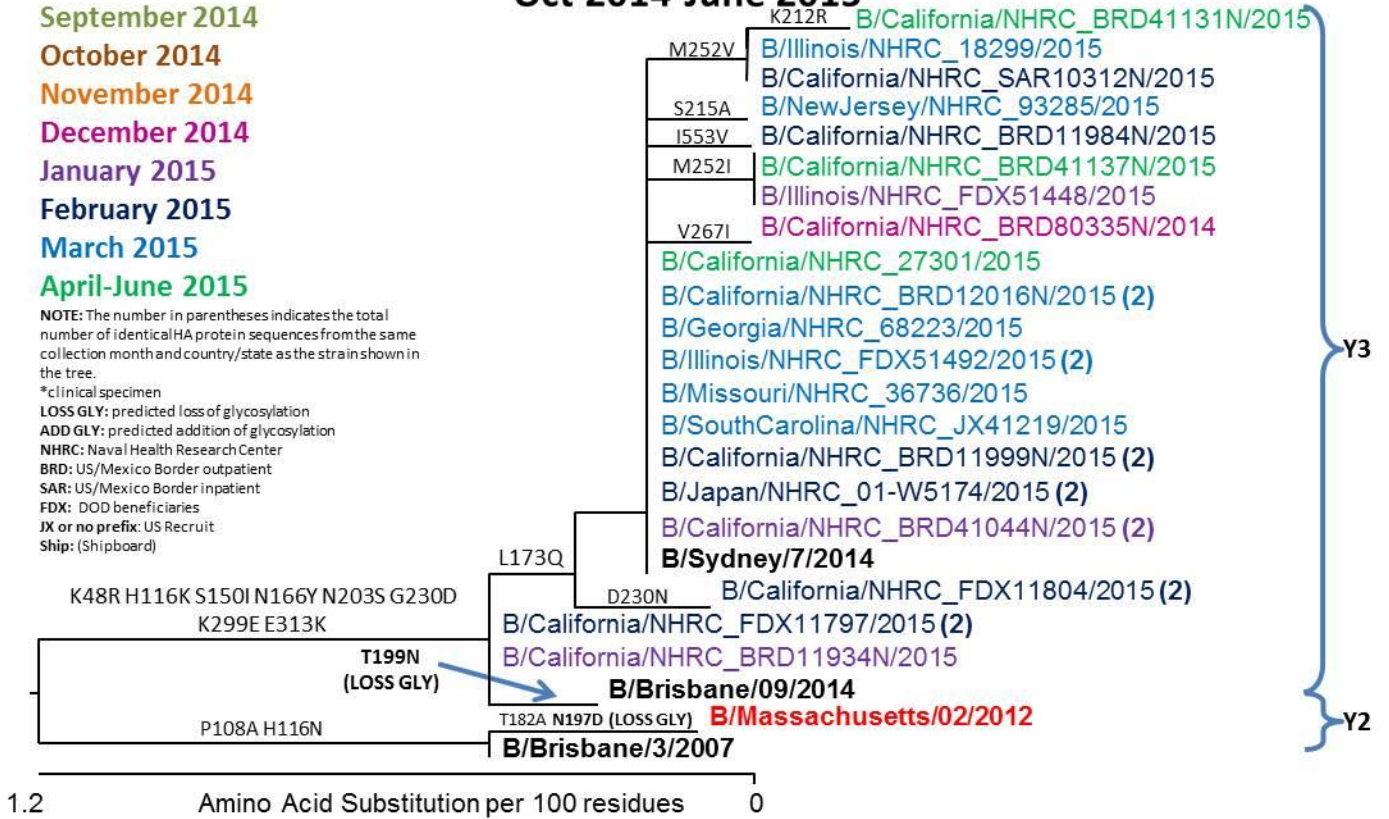 Oct 2014-June 2015
September 2014
October 2014
November 2014
December 2014
January 2015
February 2015
March 2015
April-June 2015
NOTE: The number in parentheses indicates the total
number of identical HA protein sequences from the same
collection month and country/state as the strain shown in
the tree.
*clinical specimen
LOSS GLY: predicted loss of glycosylation
ADD GLY: predicted addition of glycosylation
NHRC: Naval Health Research Center
BRD: US/Mexico Border outpatient
SAR: US/Mexico Border inpatient
FDX: DOD beneficiaries
JX or no prefix: US Recruit
Ship: (Shipboard)
K212R B/California/NHRC_BRD41131N/2015
M252V B/Illinois/NHRC_18299/2015
B/California/NHRC_SAR10312N/2015
S215A B/NewJersey/NHRC_93285/2015
I553V B/California/NHRC_BRD11984N/2015
M252I B/California/NHRC_BRD41137N/2015
B/Illinois/NHRC_FDX51448/2015
V267I B/California/NHRC_BRD80335N/2014
B/California/NHRC_27301/2015
B/California/NHRC_BRD12016N/2015 (2)
B/Georgia/NHRC_68223/2015
B/Illinois/NHRC_FDX51492/2015 (2)
Y3
B/Missouri/NHRC_36736/2015
B/SouthCarolina/NHRC_JX41219/2015
B/California/NHRC_BRD11999N/2015 (2)
B/Japan/NHRC_01-W5174/2015 (2)
B/California/NHRC_BRD41044N/2015 (2)
L173Q B/Sydney/7/2014
D230N B/California/NHRC_FDX11804/2015 (2)
K48R H116K S150I N166Y N203S G230D
K299E E313K
B/California/NHRC_FDX11797/2015 (2)
B/California/NHRC_BRD11934N/2015
T199N
(LOSS GLY)
B/Brisbane/09/2014
T182A N197D (LOSS GLY) B/Massachusetts/02/2012
Y2
P108A H116N
B/Brisbane/3/2007
1.2 Amino Acid Substitution per 100 residues 0